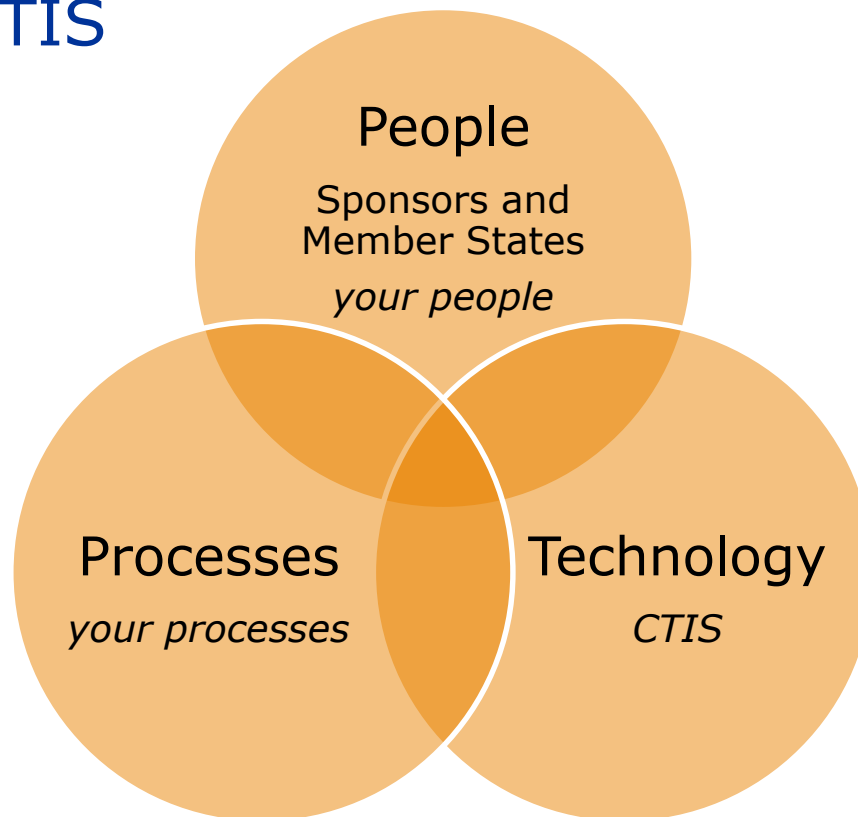 TIS
People
Sponsors and
Member States
your people
Processes
your processes
Technology
CTIS